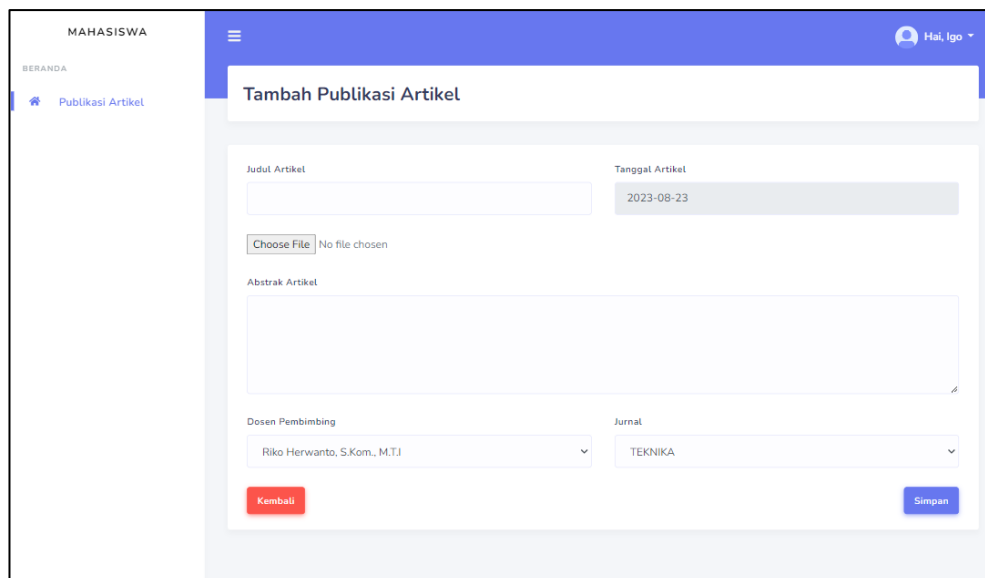 MAHASISWA
Hai, Igo
BERANDA
Publikasi Artikel
Tambah Publikasi Artikel
Judul Artikel
Tanggal Artikel
2023-08-23
Choose File No file chosen
Abstrak Artikel
Dosen Pembimbing
Jurnal
Riko Herwanto, S.Kom., M.T.I
TEKNIKA
Kembali
Simpan